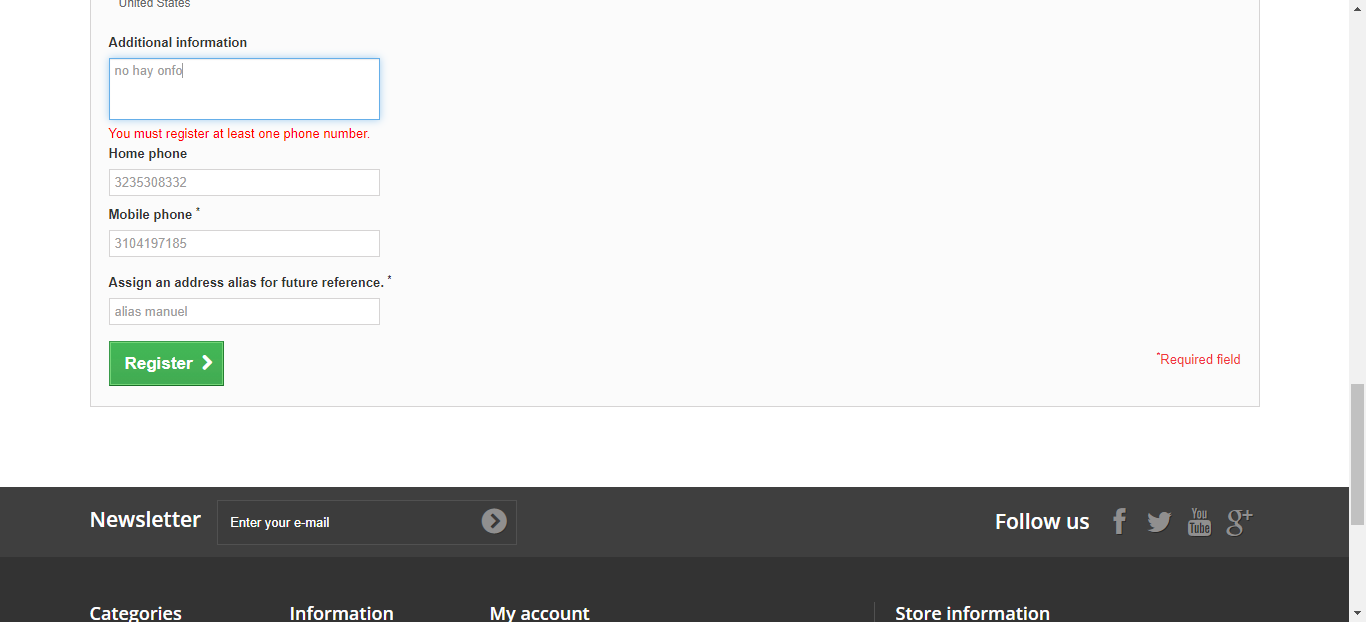 United States
Additional information
no hay onfo
You must register at least one phone number.
Home phone
3235308332
Mobile phone *
3104197185
Assign an address alias for future reference. *
alias manuel
Register
*Required field
Newsletter
Enter your e-mail
Follow us
f
You Tube
g+
Categories
Information
My account
Store information